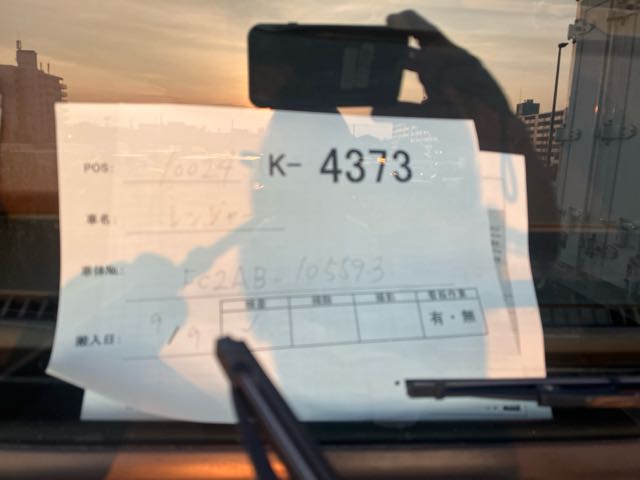 POS: 10024 K- 4373
車名: レンジャー
車体No.: FC2AB-105593
搬入日: 9/9
有・無